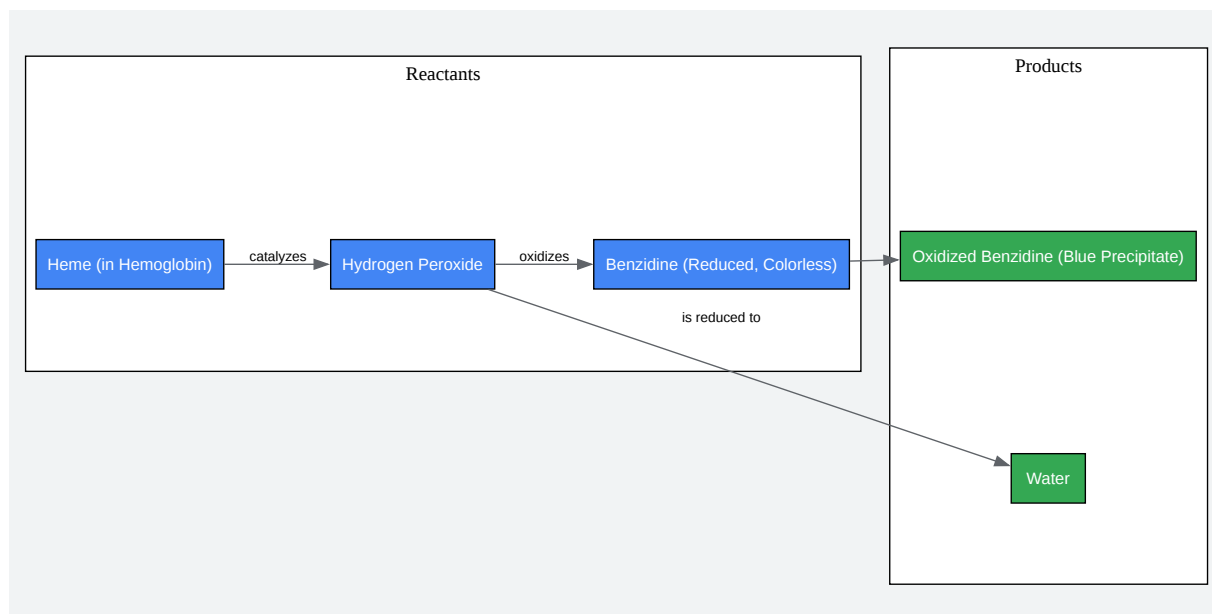 Reactants
Products
Heme (in Hemoglobin)
catalyzes
Hydrogen Peroxide
oxidizes
Benzidine (Reduced, Colorless)
Oxidized Benzidine (Blue Precipitate)
is reduced to
Water